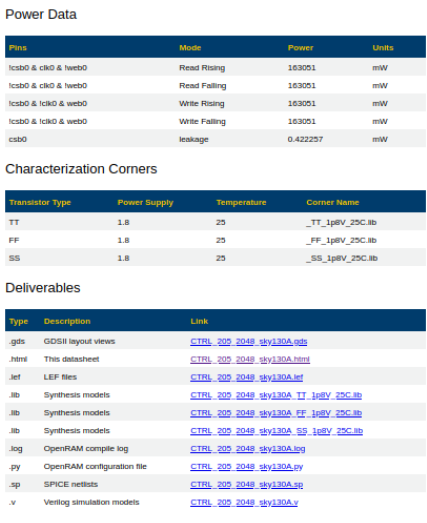 Power Data
Pins Mode Power Units
!csb0 & clk0 & !web0 Read Rising 163051 mW
!csb0 & !clk0 & !web0 Read Falling 163051 mW
!csb0 & !clk0 & web0 Write Rising 163051 mW
!csb0 & !clk0 & web0 Write Falling 163051 mW
csb0 leakage 0.422257 mW
Characterization Corners
Transistor Type Power Supply Temperature Corner Name
TT 1.8 25 _TT_1p8V_25C.lib
FF 1.8 25 _FF_1p8V_25C.lib
SS 1.8 25 _SS_1p8V_25C.lib
Deliverables
Type Description Link
.gds GDSII layout views CTRL_205_2048_sky130A.gds
.html This datasheet CTRL_205_2048_sky130A.html
.lef LEF files CTRL_205_2048_sky130A.lef
.lib Synthesis models CTRL_205_2048_sky130A_TT_1p8V_25C.lib
.lib Synthesis models CTRL_205_2048_sky130A_FF_1p8V_25C.lib
.lib Synthesis models CTRL_205_2048_sky130A_SS_1p8V_25C.lib
.log OpenRAM compile log CTRL_205_2048_sky130A.log
.py OpenRAM configuration file CTRL_205_2048_sky130A.py
.sp SPICE netlists CTRL_205_2048_sky130A.sp
.v Verilog simulation models CTRL_205_2048_sky130A.v